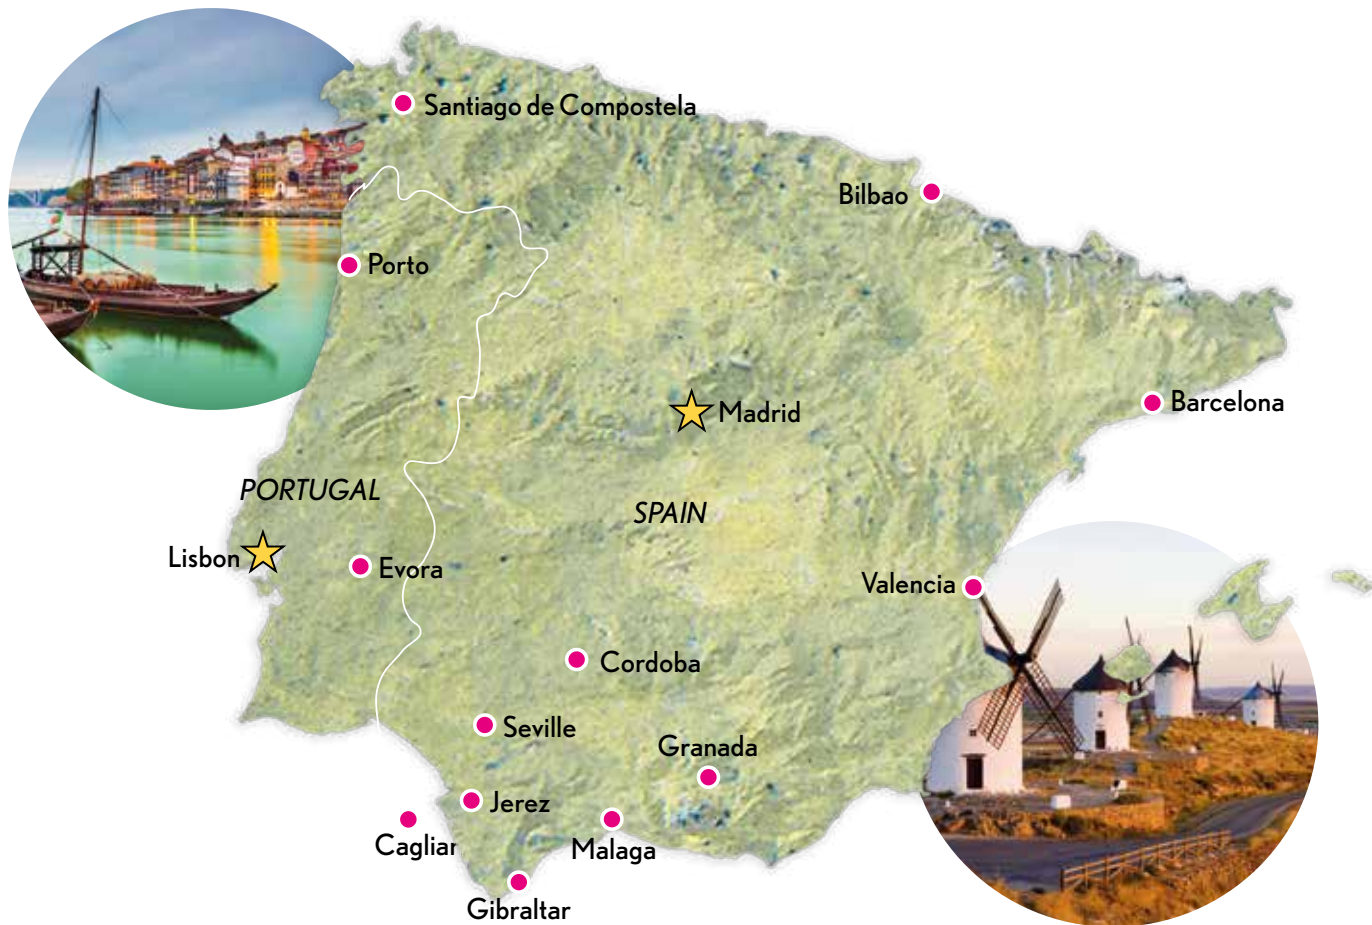 Santiago de Compostela
Bilbao
Porto
Barcelona
Madrid
PORTUGAL
SPAIN
Lisbon
Evora
Valencia
Cordoba
Seville
Granada
Jerez
Cagliar
Malaga
Gibraltar